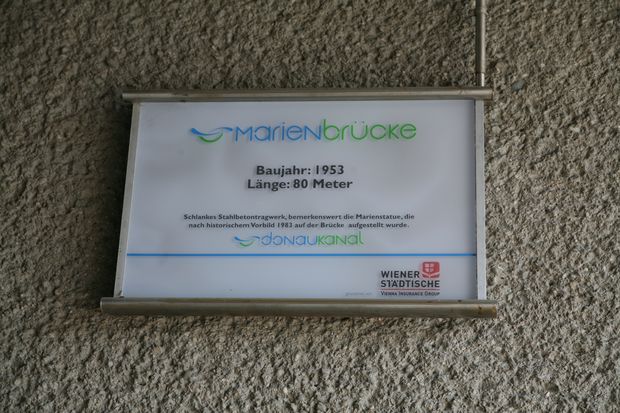 Marienbrücke
Baujahr: 1953
Länge: 80 Meter
Schlankes Stahlbetontragwerk, bemerkenswert die Marienstatue, die
nach historischem Vorbild 1983 auf der Brücke aufgestellt wurde.
donaukanal
WIENER
STÄDTISCHE
VIENNA INSURANCE GROUP